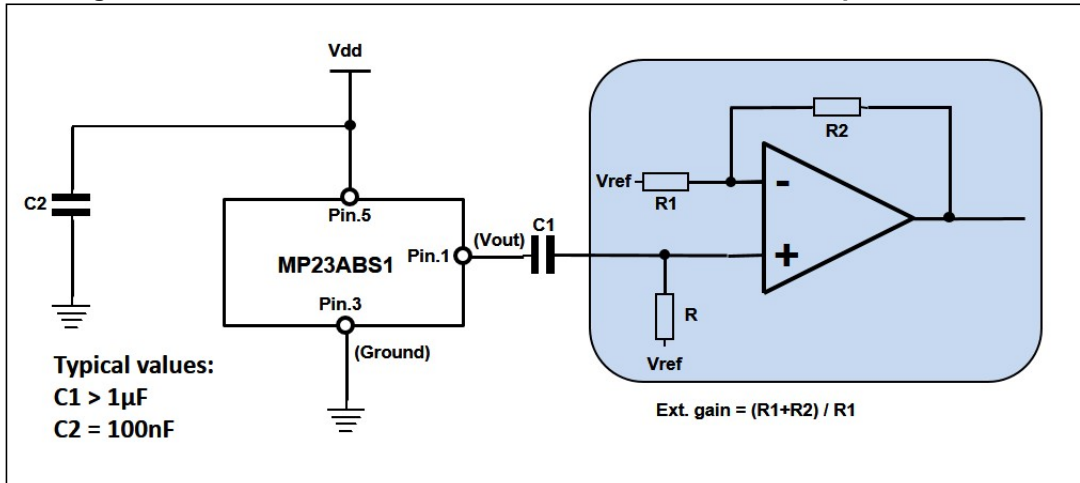 Vdd
C2
Pin.5
MP23ABS1
Pin.1
(Vout)
C1
Pin.3
(Ground)
Vref
R1
R2
-
+
R
Vref
Typical values:
C1 > 1µF
C2 = 100nF
Ext. gain = (R1+R2) / R1